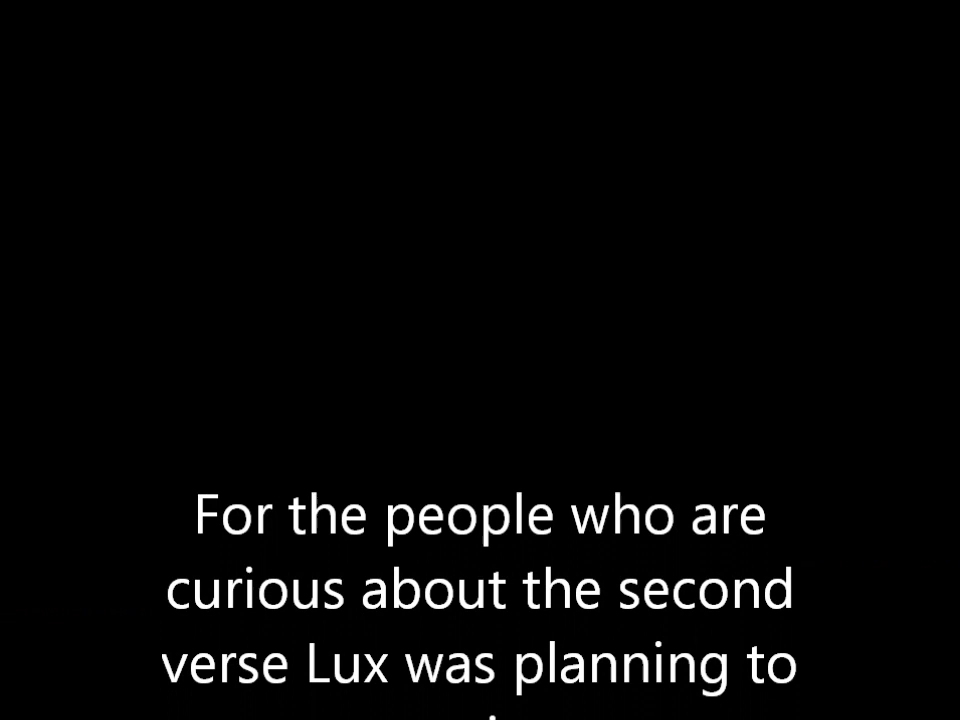 For the people who are
curious about the second
verse Lux was planning to